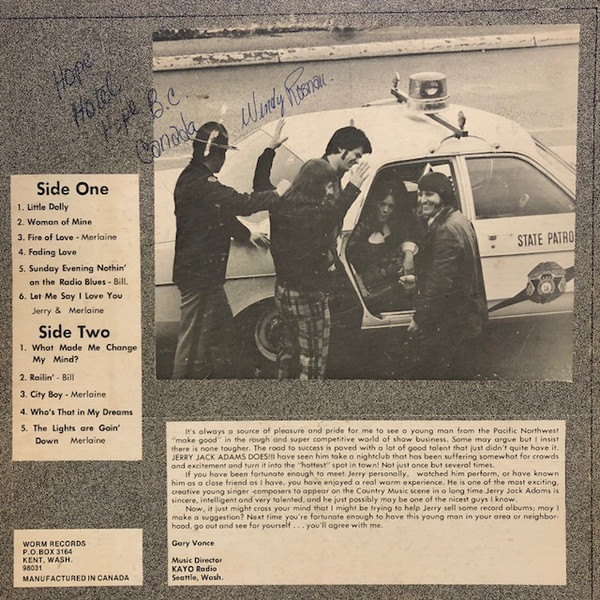 Hope
Hotel
Hope B.C.
Canada
Windy Rosnau.
Side One
1. Little Dolly
2. Woman of Mine
3. Fire of Love - Merlaine
4. Fading Love
5. Sunday Evening Nothin'
on the Radio Blues - Bill.
6. Let Me Say I Love You
Jerry & Merlaine
Side Two
1. What Made Me Change
My Mind?
2. Railin' - Bill
3. City Boy - Merlaine
4. Who's That in My Dreams
5. The Lights are Goin'
Down Merlaine
WORM RECORDS
P.O.BOX 3164
KENT, WASH.
98031
MANUFACTURED IN CANADA
STATE PATRO
It's always a source of pleasure and pride for me to see a young man from the Pacific Northwest
"make good" in the rough and super competitive world of show business. Some may argue but I insist
there is none tougher. The road to success is paved with a lot of good talent that just didn't quite have it.
JERRY JACK ADAMS DOES!!I have seen him take a nightclub that has been suffering somewhat for crowds
and excitement and turn it into the "hottest" spot in town! Not just once but several times.
If you have been fortunate enough to meet Jerry personally, watched him perform, or have known
him as a close friend as I have, you have enjoyed a real warm experience. He is one of the most exciting,
creative young singer-composers to appear on the Country Music scene in a long time.Jerry Jack Adams is
sincere, intelligent and very talented, and he just possibly may be one of the nicest guys I know.
Now, it just might cross your mind that I might be trying to help Jerry sell some record albums; may I
make a suggestion? Next time you're fortunate enough to have this young man in your area or neighbor-
hood, go out and see for yourself . . . you'll agree with me.
Gary Vance
Music Director
KAYO Radio
Seattle, Wash.